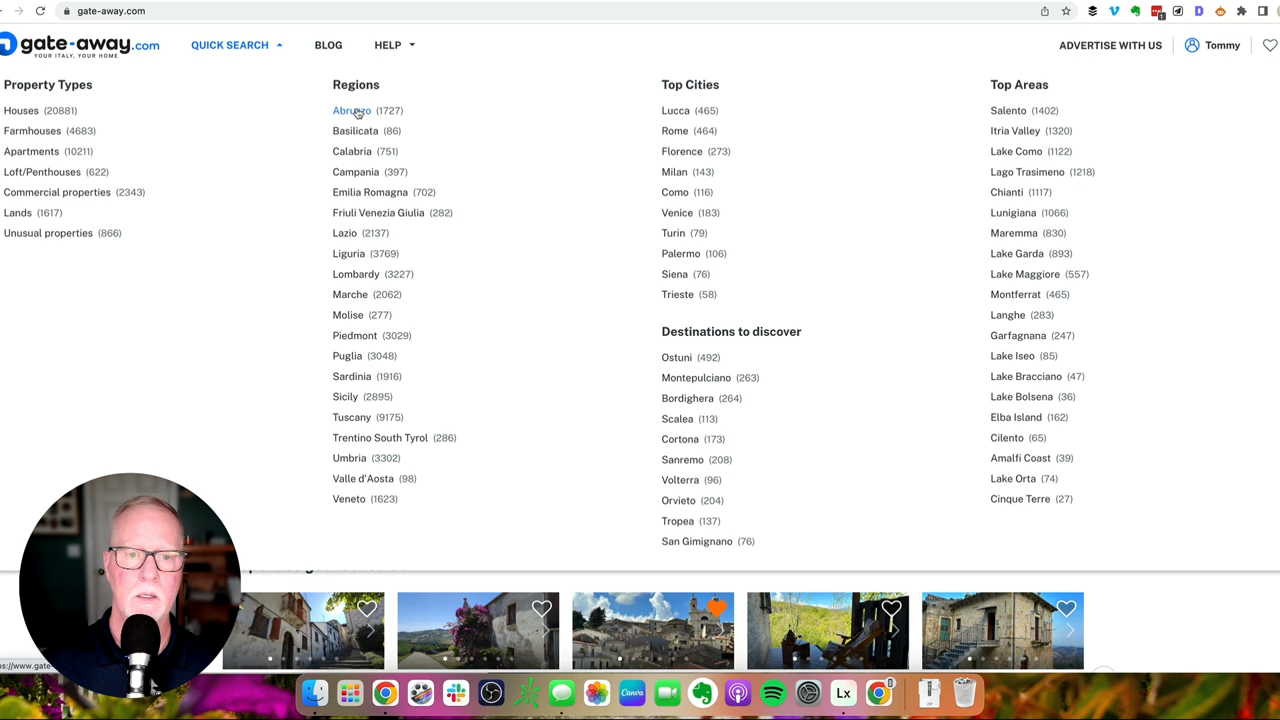 gate-away.com
gate-away.com
YOUR ITALY, YOUR HOME
QUICK SEARCH
BLOG
HELP
ADVERTISE WITH US
Tommy
Property Types
Houses (20881)
Farmhouses (4683)
Apartments (10211)
Loft/Penthouses (622)
Commercial properties (2343)
Lands (1617)
Unusual properties (866)
Regions
Abruzzo (1727)
Basilicata (86)
Calabria (751)
Campania (397)
Emilia Romagna (702)
Friuli Venezia Giulia (282)
Lazio (2137)
Liguria (3769)
Lombardy (3227)
Marche (2062)
Molise (277)
Piedmont (3029)
Puglia (3048)
Sardinia (1916)
Sicily (2895)
Tuscany (9175)
Trentino South Tyrol (286)
Umbria (3302)
Valle d'Aosta (98)
Veneto (1623)
Top Cities
Lucca (465)
Rome (464)
Florence (273)
Milan (143)
Como (116)
Venice (183)
Turin (79)
Palermo (106)
Siena (76)
Trieste (58)
Destinations to discover
Ostuni (492)
Montepulciano (263)
Bordighera (264)
Scalea (113)
Cortona (173)
Sanremo (208)
Volterra (96)
Orvieto (204)
Tropea (137)
San Gimignano (76)
Top Areas
Salento (1402)
Itria Valley (1320)
Lake Como (1122)
Lago Trasimeno (1218)
Chianti (1117)
Lunigiana (1066)
Maremma (830)
Lake Garda (893)
Lake Maggiore (557)
Montferrat (465)
Langhe (283)
Garfagnana (247)
Lake Iseo (85)
Lake Bracciano (47)
Lake Bolsena (36)
Elba Island (162)
Cilento (65)
Amalfi Coast (39)
Lake Orta (74)
Cinque Terre (27)
ps://www.gate
Canva
Lx